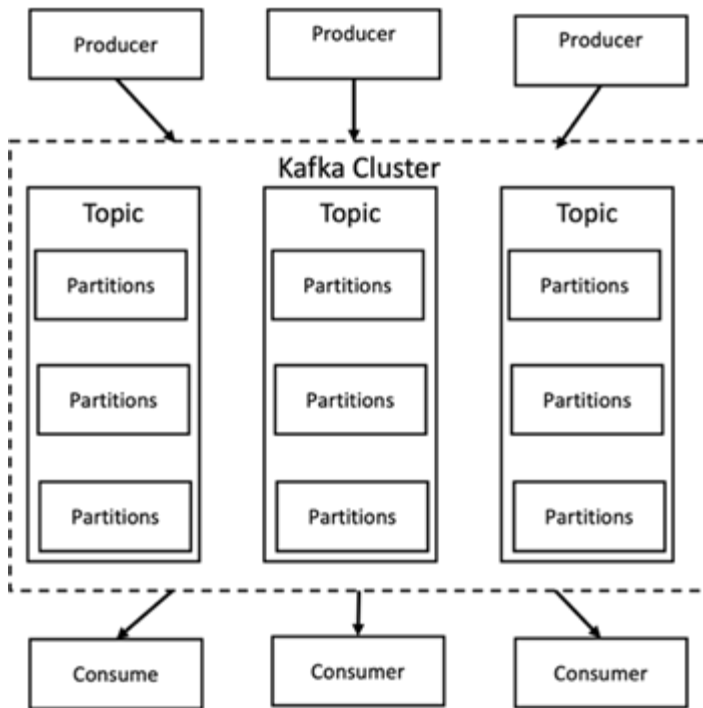 Producer
Producer
Producer
Kafka Cluster
Topic
Topic
Topic
Partitions
Partitions
Partitions
Partitions
Partitions
Partitions
Partitions
Partitions
Partitions
Consume
Consumer
Consumer